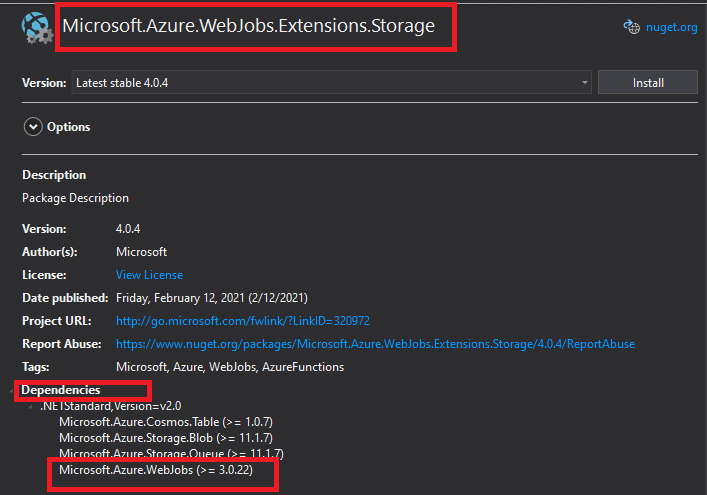 Microsoft.Azure.WebJobs.Extensions.Storage
nuget.org
Version: Latest stable 4.0.4 Install
Options
Description
Package Description
Version: 4.0.4
Author(s): Microsoft
License: View License
Date published: Friday, February 12, 2021 (2/12/2021)
Project URL: http://go.microsoft.com/fwlink/?LinkID=320972
Report Abuse: https://www.nuget.org/packages/Microsoft.Azure.WebJobs.Extensions.Storage/4.0.4/ReportAbuse
Tags: Microsoft, Azure, WebJobs, AzureFunctions
Dependencies
.NETStandard,Version=v2.0
Microsoft.Azure.Cosmos.Table (>= 1.0.7)
Microsoft.Azure.Storage.Blob (>= 11.1.7)
Microsoft.Azure.Storage.Queue (>= 11.1.7)
Microsoft.Azure.WebJobs (>= 3.0.22)